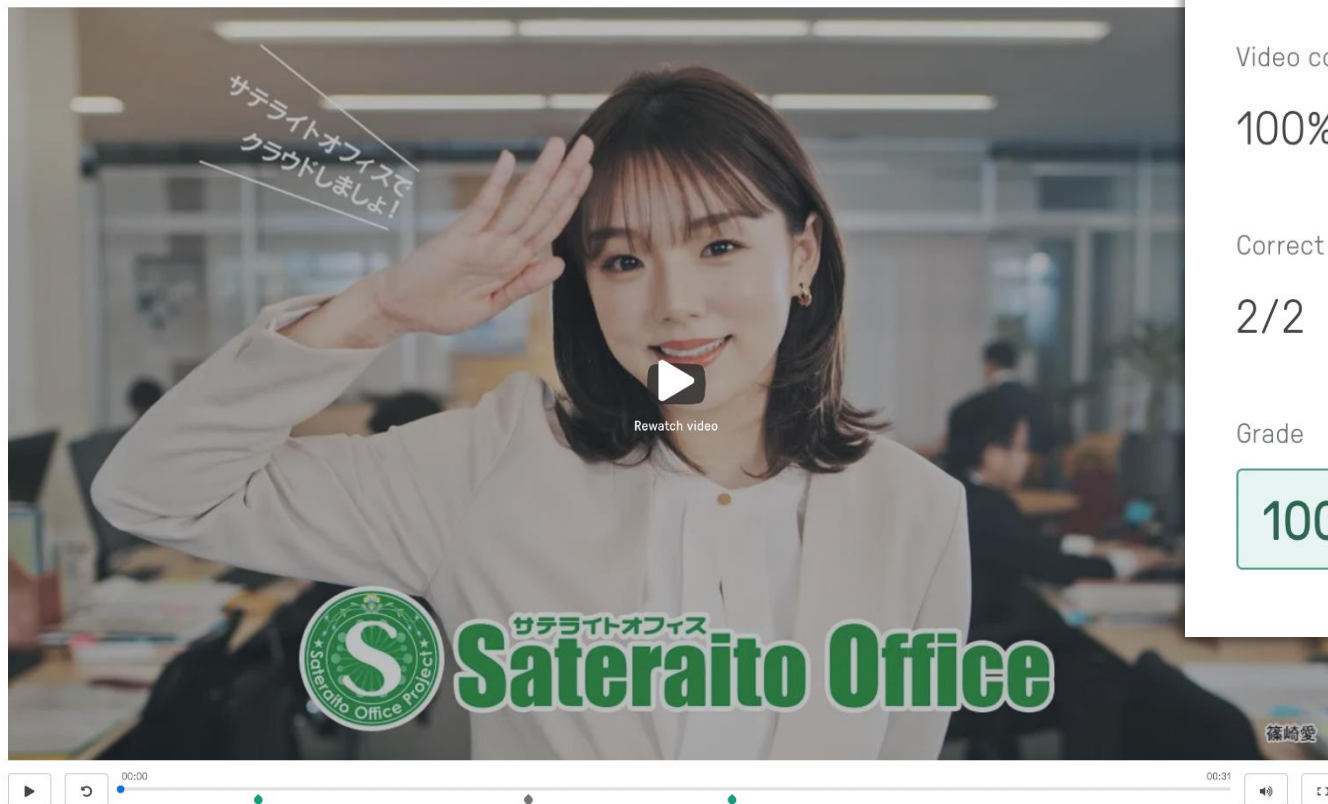 サテライトオフィスで
クラウドしましょ!
Rewatch video
サテライトオフィス
Sateraito Office
S
Sateraito Office Project
篠崎愛
00:00
00:31
Video co
100%
Correct
2/2
Grade
100